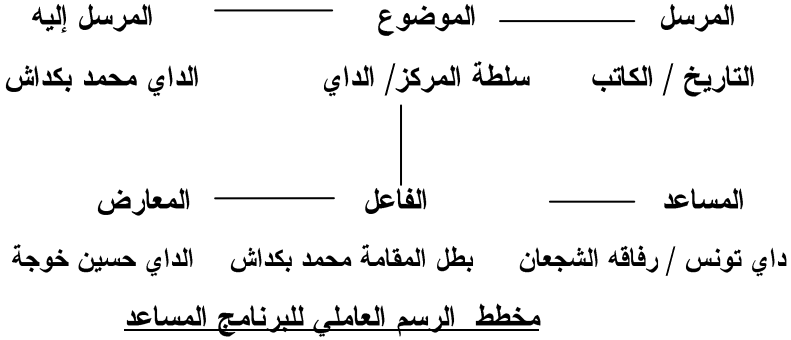 المرسل الموضوع المرسل إليه
التاريخ / الكاتب سلطة المركز/ الداي الداي محمد بكداش
المساعد الفاعل المعارض
داي تونس / رفاقه الشجعان بطل المقامة محمد بكداش الداي حسين خوجة
مخطط الرسم العاملي للبرنامج المساعد